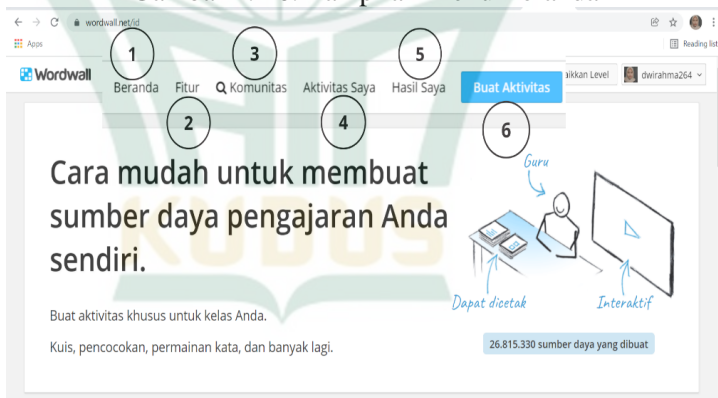 wordwall.net/id
Apps
Reading list
1
3
5
Wordwall
Beranda Fitur Komunitas Aktivitas Saya Hasil Saya Buat Aktivitas
aikkan Level
dwirahma264
2
4
6
Cara mudah untuk membuat
sumber daya pengajaran Anda
sendiri.
Guru
Dapat dicetak
Interaktif
Buat aktivitas khusus untuk kelas Anda.
Kuis, pencocokan, permainan kata, dan banyak lagi.
26.815.330 sumber daya yang dibuat
KUDUS